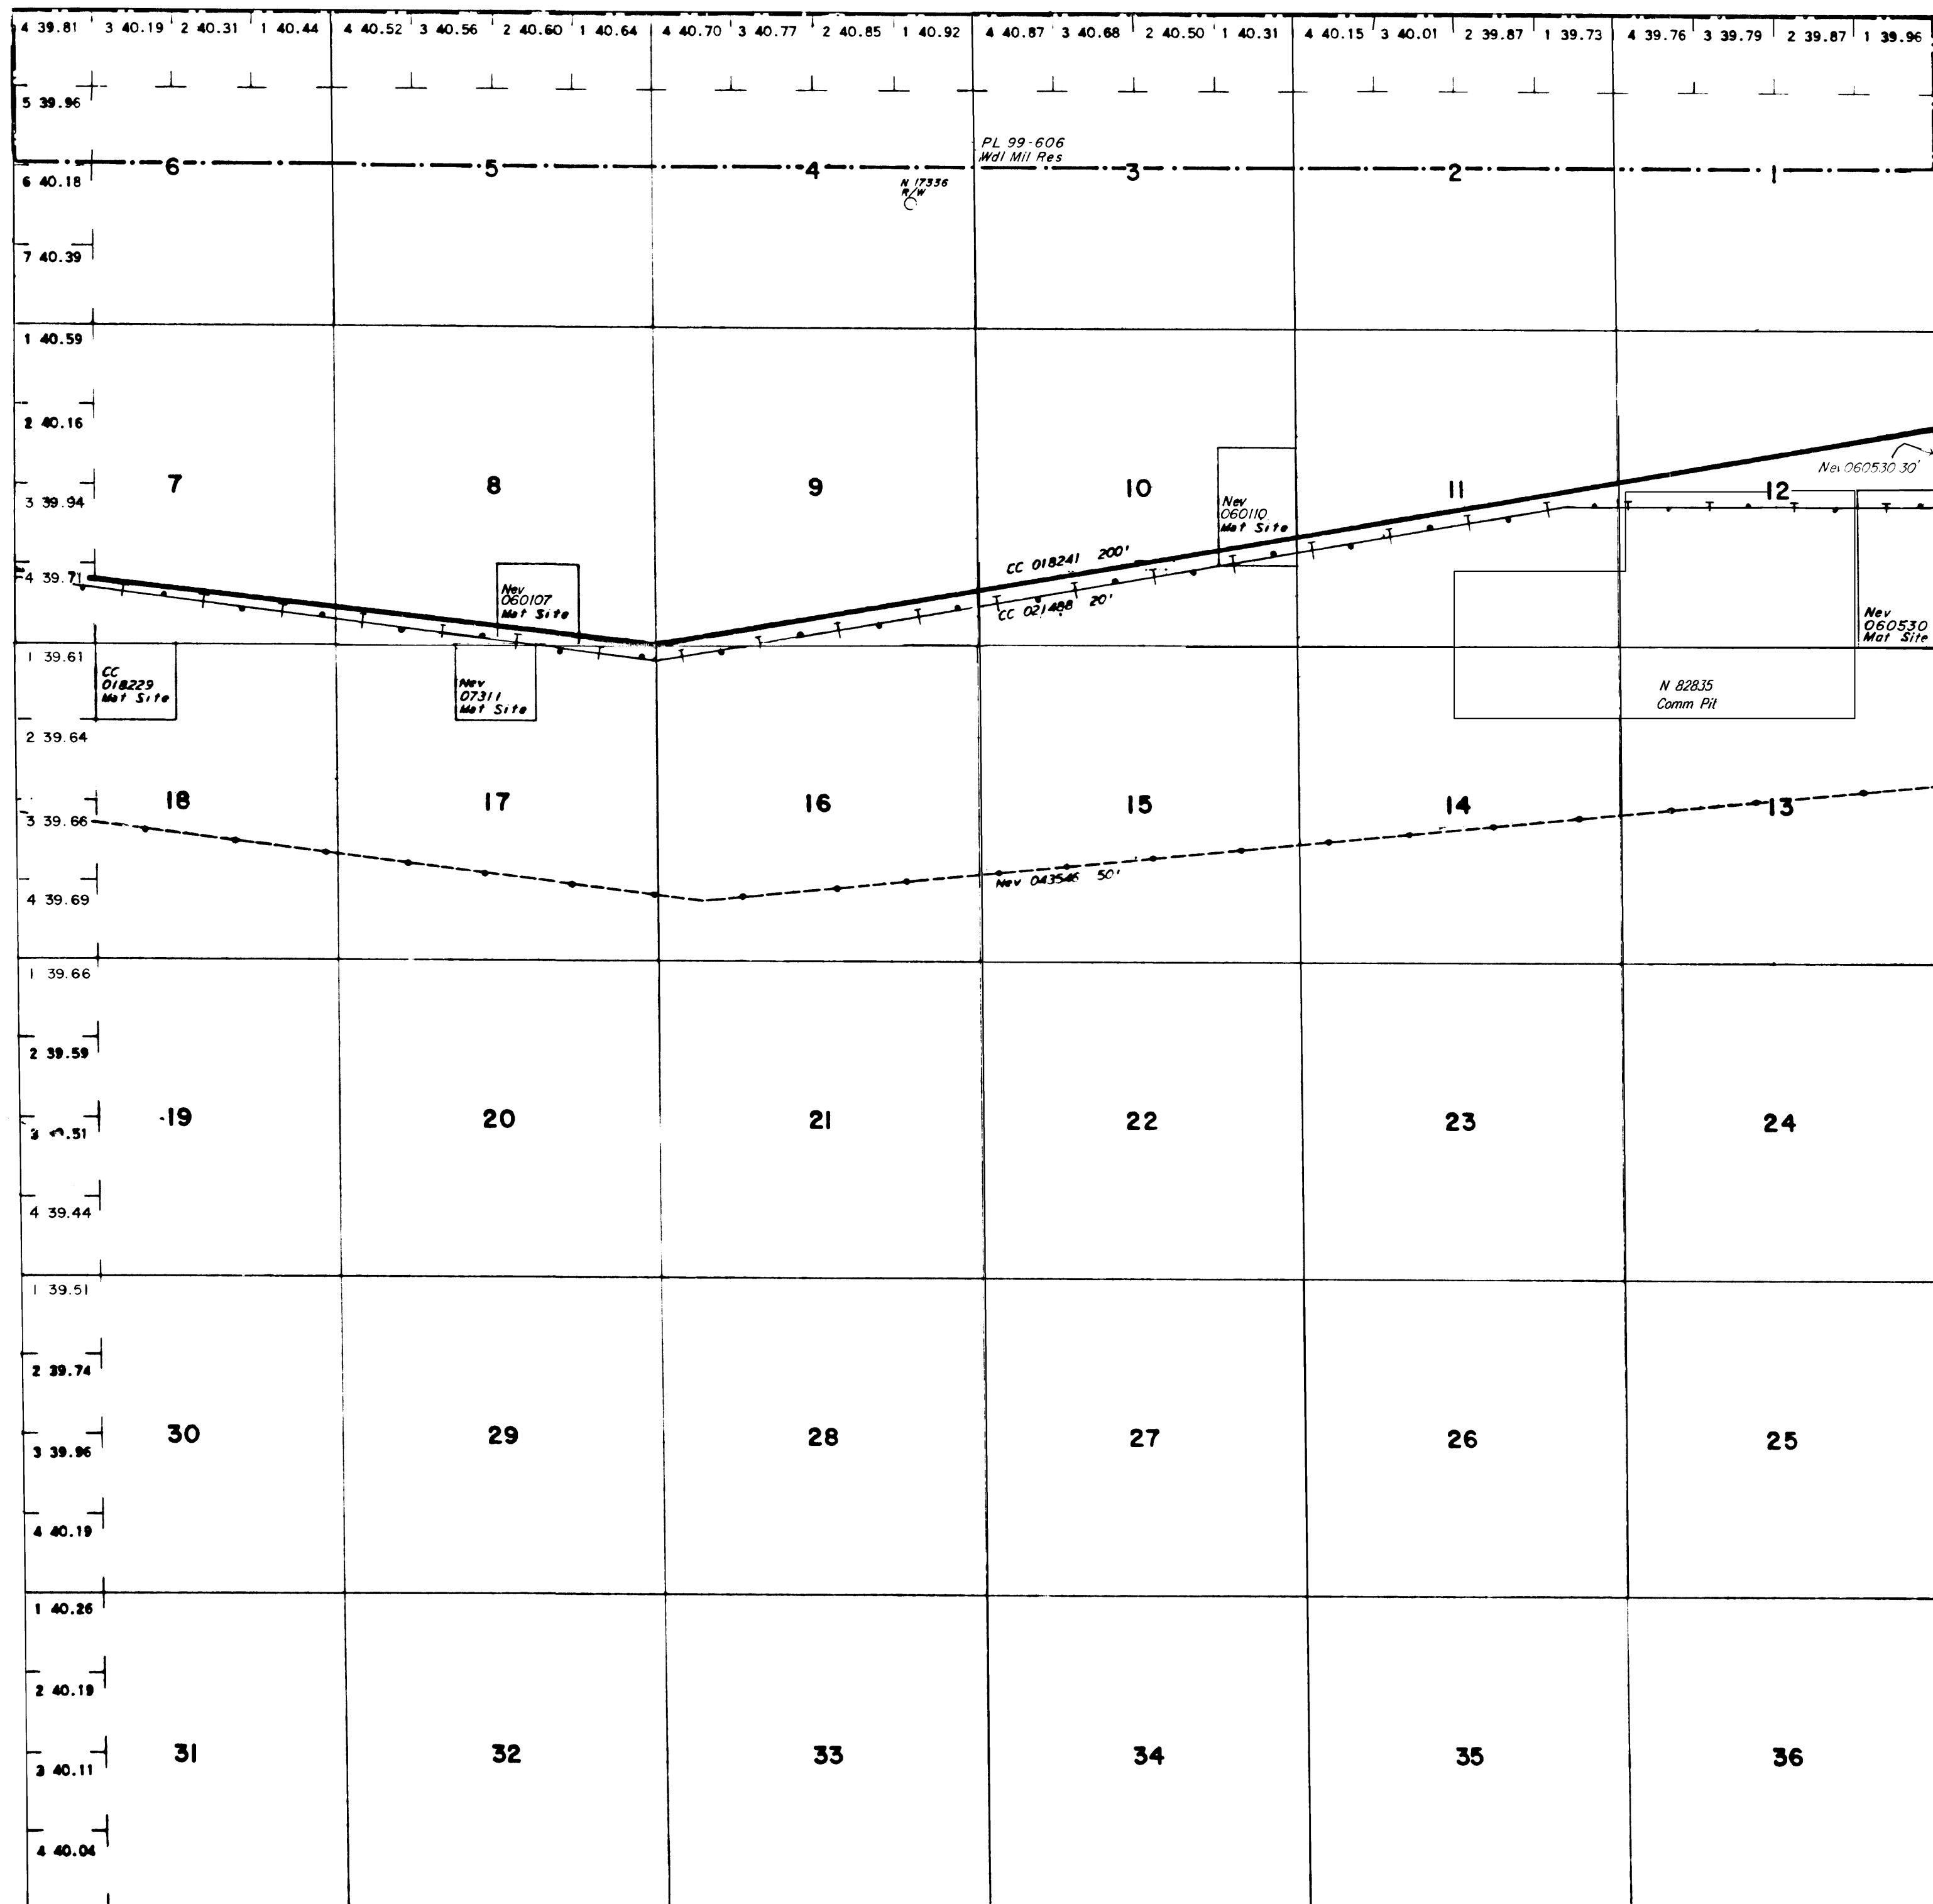 4 39.81 3 40.19 2 40.31 1 40.44 4 40.52 3 40.56 2 40.60 1 40.64 4 40.70 3 40.77 2 40.85 1 40.92 4 40.87 3 40.68 2 40.50 1 40.31 4 40.15 3 40.01 2 39.87 1 39.73 4 39.76 3 39.79 2 39.87 1 39.96
5 39.96
PL 99-606
Wdl Mil Res
6 5 4 3 2 1
6 40.18
N 17336
R/W
7 40.39
1 40.59
2 40.16
Nev 060530 30'
7 8 9 10 11 12
3 39.94
Nev
060110
Mat Site
CC 018241 200'
4 39.71
Nev
060107
Mat Site
CC 021488 20'
Nev
060530
Mat Site
1 39.61
CC
018229
Mat Site
Nev
07311
Mat Site
N 82835
Comm Pit
2 39.64
18 17 16 15 14 13
3 39.66
Nev 043546 50'
4 39.69
1 39.66
2 39.59
19 20 21 22 23 24
4 39.44
1 39.51
2 39.74
30 29 28 27 26 25
3 39.96
4 40.19
1 40.26
2 40.19
31 32 33 34 35 36
3 40.11
4 40.04